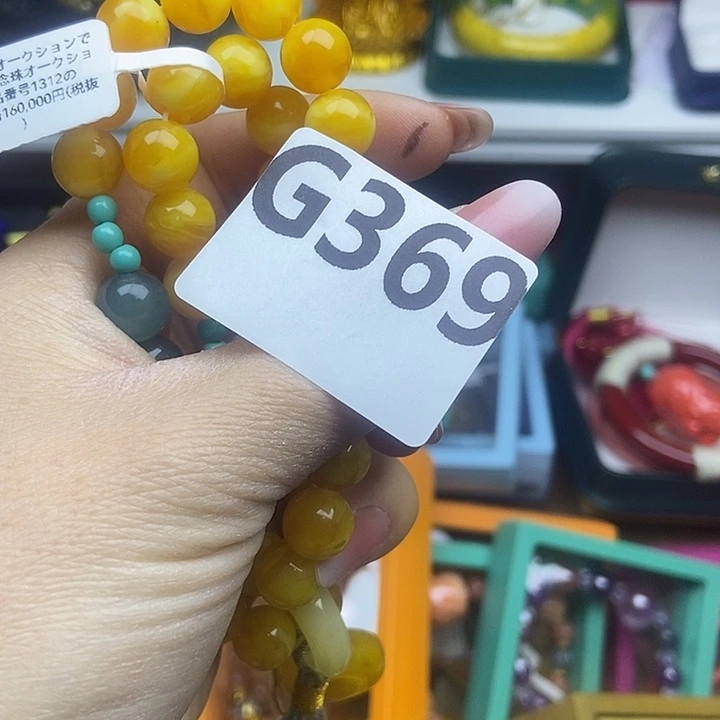 オークションで
念珠オークショ
番号1312の
160,000円(税抜
)
G369